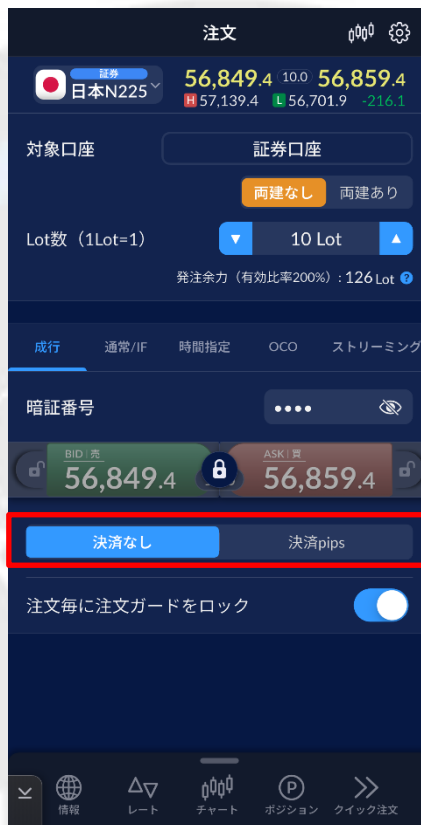 注文
証券
日本N225
56,849.4 10.0 56,859.4
H 57,139.4 L 56,701.9 -216.1
対象口座 証券口座
両建なし 両建あり
Lot数（1Lot=1） ▼ 10 Lot ▲
発注余力（有効比率200%）: 126 Lot ?
成行 通常/IF 時間指定 OCO ストリーミング
暗証番号 ••••
BID 売 ASK 買
56,849.4 56,859.4
決済なし 決済pips
注文毎に注文ガードをロック
情報 レート チャート ポジション クイック注文